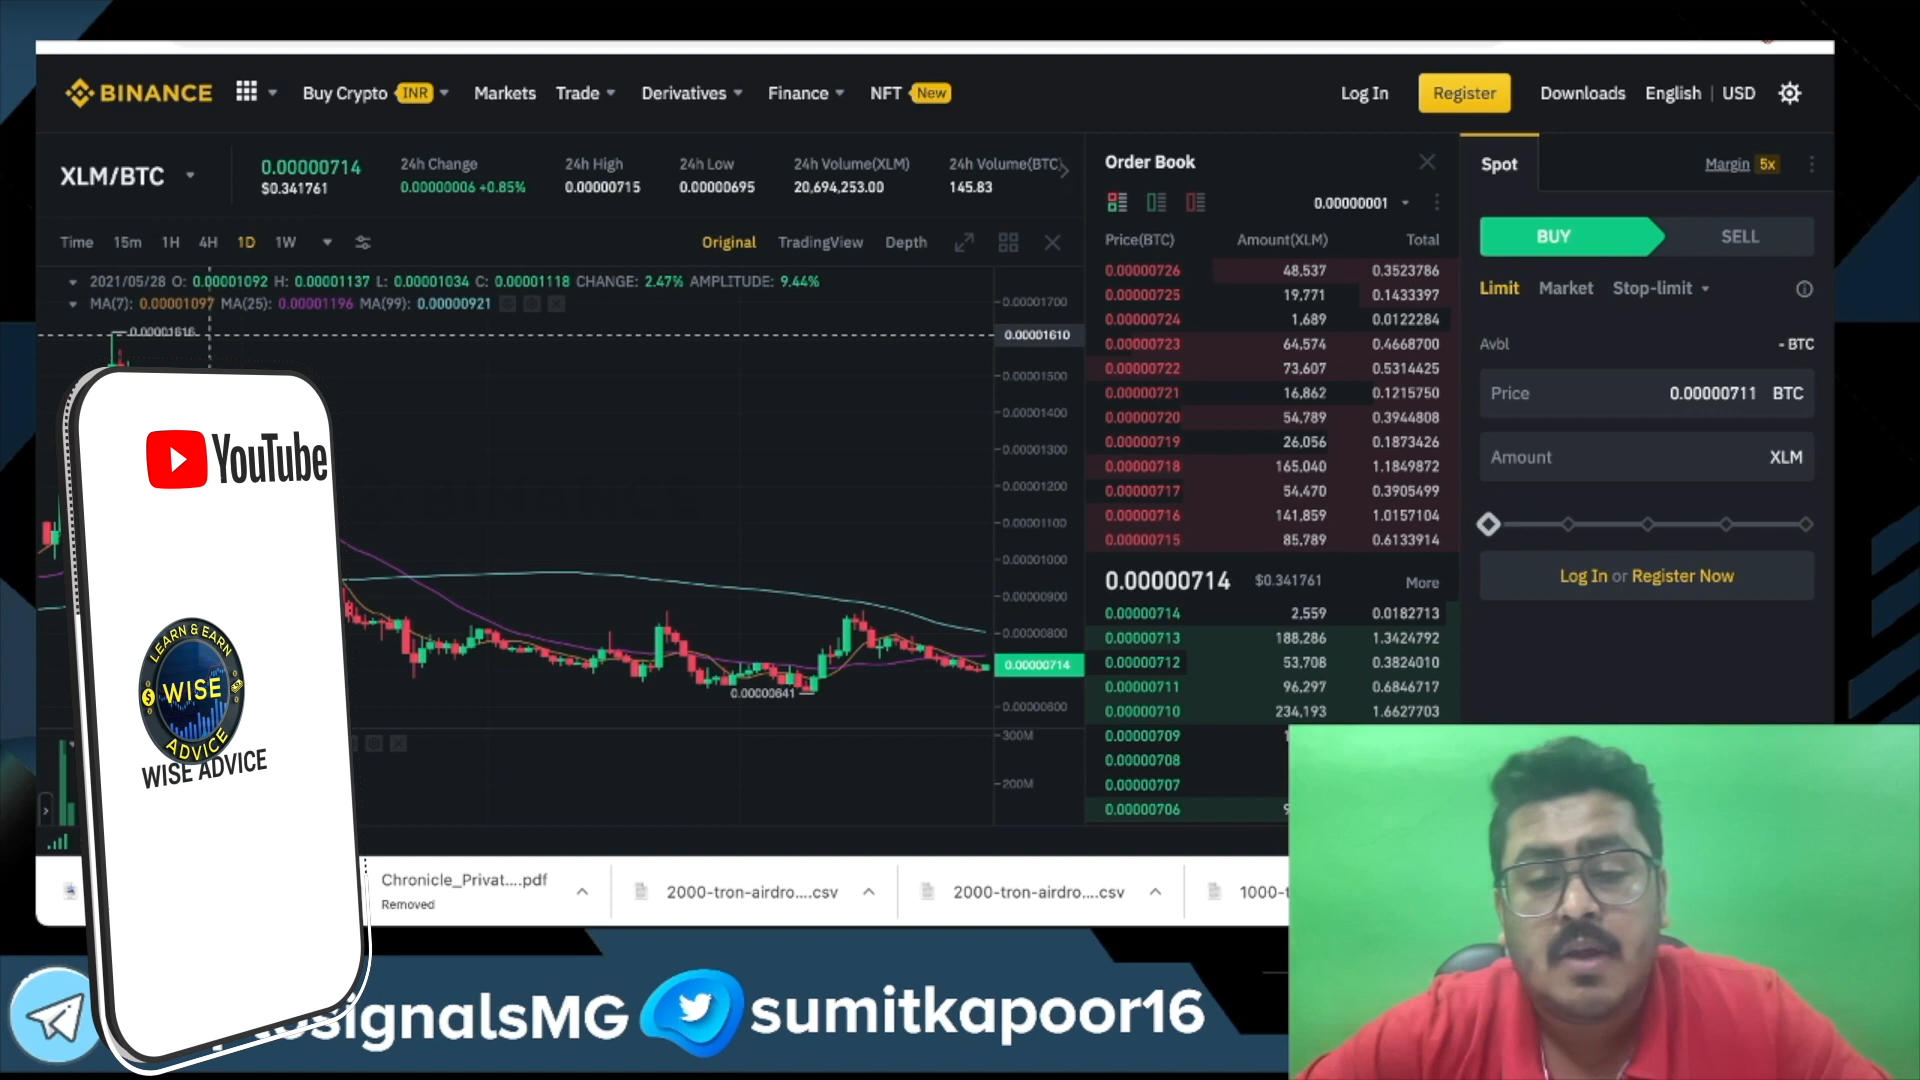 BINANCE
Buy Crypto INR Markets Trade Derivatives Finance NFT New Log In Register Downloads English | USD
XLM/BTC
0.00000714
$0.341761
24h Change
0.00000006 +0.85%
24h High
0.00000715
24h Low
0.00000695
24h Volume(XLM)
20,694,253.00
24h Volume(BTC)
145.83
Time 15m 1H 4H 1D 1W Original TradingView Depth
2021/05/28 O: 0.00001092 H: 0.00001137 L: 0.00001034 C: 0.00001118 CHANGE: 2.47% AMPLITUDE: 9.44%
MA(7): 0.00001097 MA(25): 0.00001196 MA(99): 0.00000921
0.00001616
0.00000641
0.00001700
0.00001610
0.00001500
0.00001400
0.00001300
0.00001200
0.00001100
0.00001000
0.00000900
0.00000800
0.00000714
0.00000600
300M
200M
Order Book
0.00000001
Price(BTC) Amount(XLM) Total
0.00000726 48,537 0.3523786
0.00000725 19,771 0.1433397
0.00000724 1,689 0.0122284
0.00000723 64,574 0.4668700
0.00000722 73,607 0.5314425
0.00000721 16,862 0.1215750
0.00000720 54,789 0.3944808
0.00000719 26,056 0.1873426
0.00000718 165,040 1.1849872
0.00000717 54,470 0.3905499
0.00000716 141,859 1.0157104
0.00000715 85,789 0.6133914
0.00000714 $0.341761 More
0.00000714 2,559 0.0182713
0.00000713 188,286 1.3424792
0.00000712 53,708 0.3824010
0.00000711 96,297 0.6846717
0.00000710 234,193 1.6627703
0.00000709
0.00000708
0.00000707
0.00000706
Spot Margin 5x
BUY SELL
Limit Market Stop-limit
Avbl - BTC
Price 0.00000711 BTC
Amount XLM
Log In or Register Now
YouTube
LEARN & EARN
WISE
ADVICE
WISE ADVICE
Chronicle_Privat....pdf
Removed
2000-tron-airdro....csv
2000-tron-airdro....csv
1000-t
signalsMG
sumitkapoor16